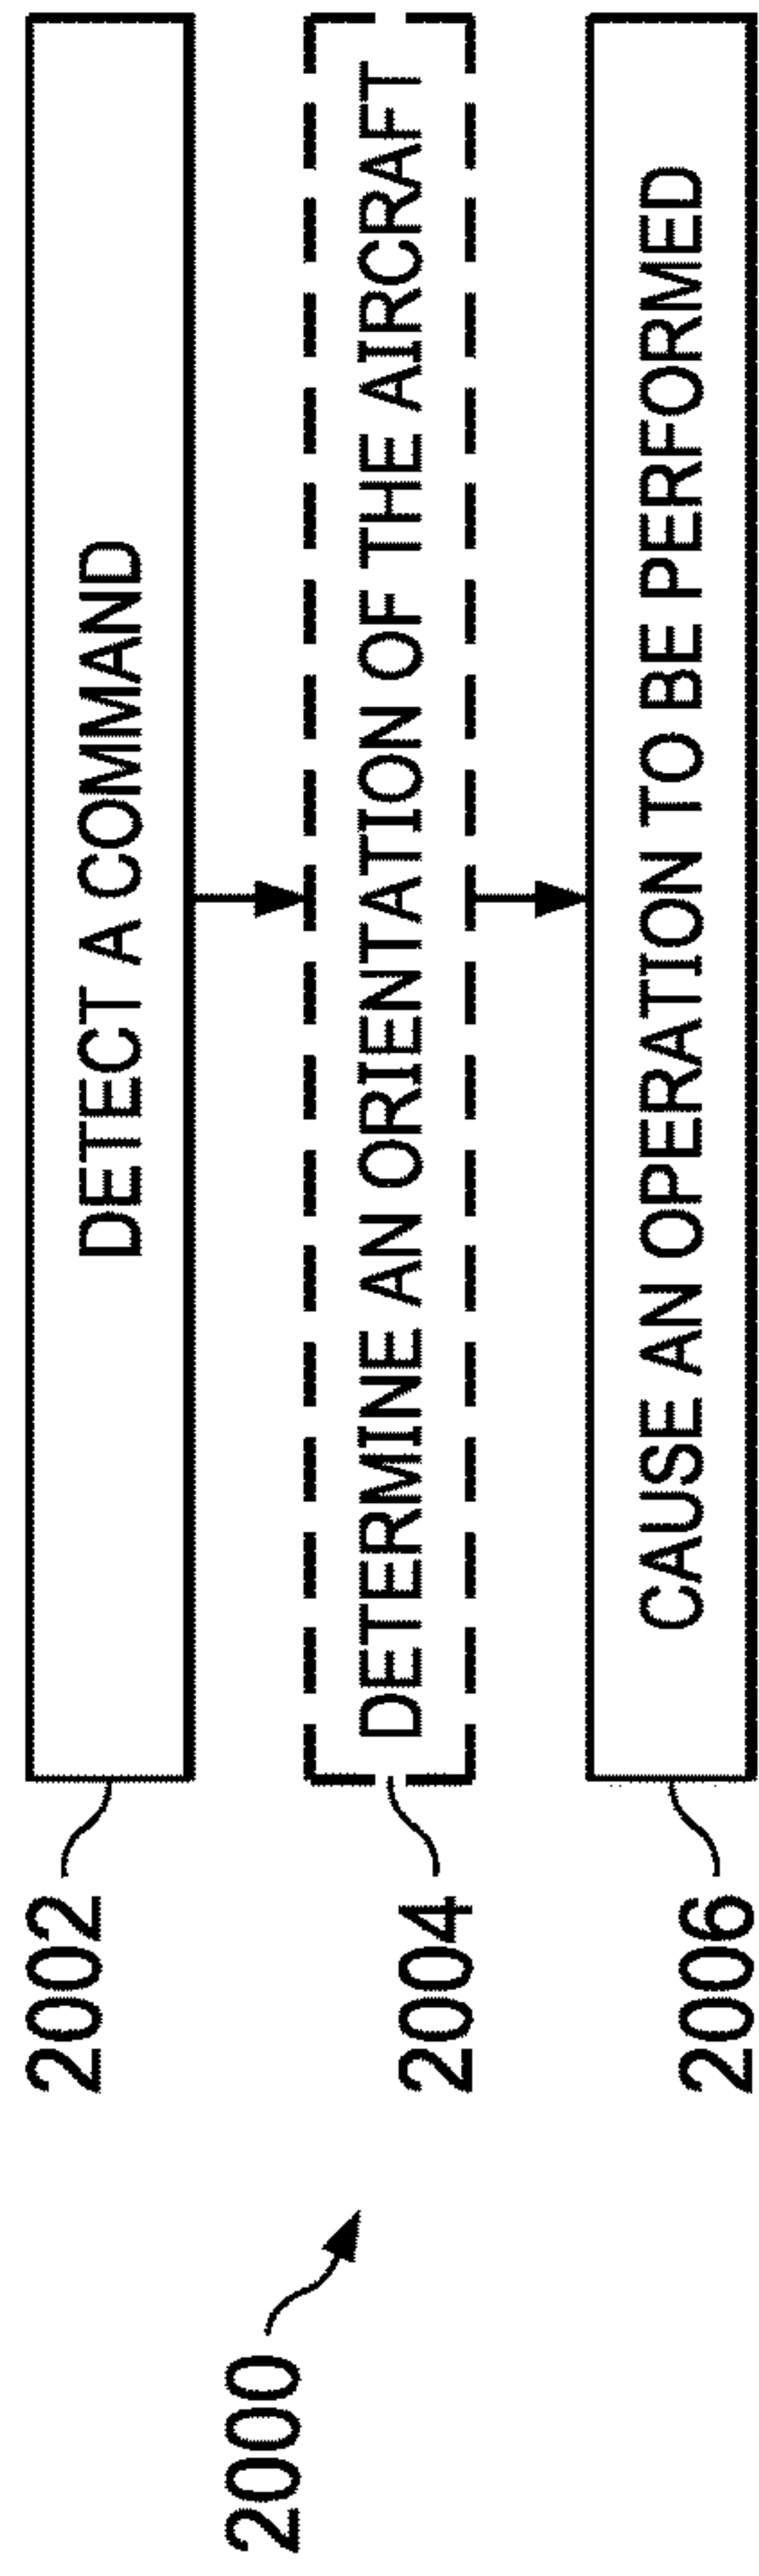 2000
2002
DETECT A COMMAND
2004
DETERMINE AN ORIENTATION OF THE AIRCRAFT
2006
CAUSE AN OPERATION TO BE PERFORMED